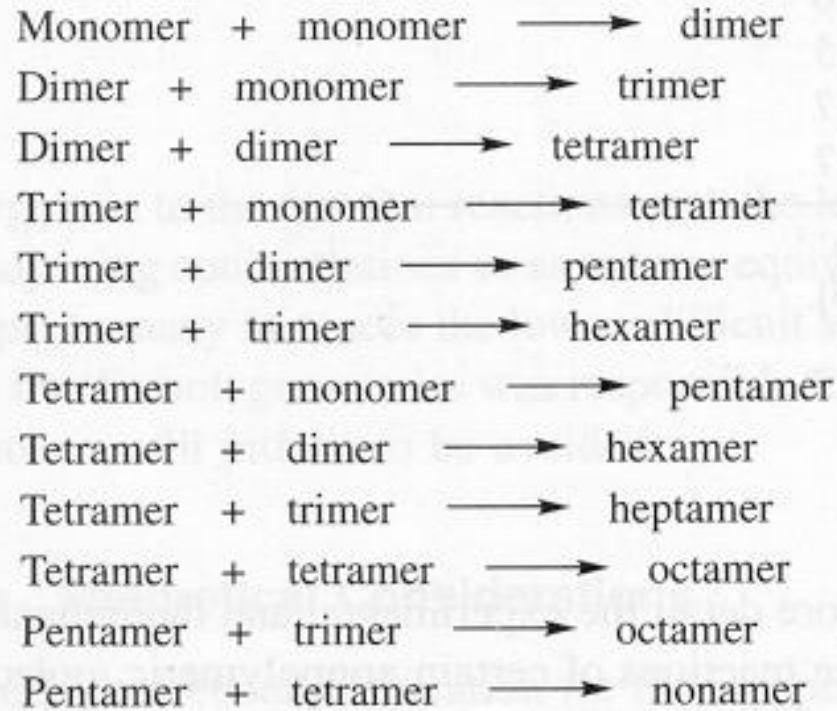 Monomer + monomer ⟶ dimer
Dimer + monomer ⟶ trimer
Dimer + dimer ⟶ tetramer
Trimer + monomer ⟶ tetramer
Trimer + dimer ⟶ pentamer
Trimer + trimer ⟶ hexamer
Tetramer + monomer ⟶ pentamer
Tetramer + dimer ⟶ hexamer
Tetramer + trimer ⟶ heptamer
Tetramer + tetramer ⟶ octamer
Pentamer + trimer ⟶ octamer
Pentamer + tetramer ⟶ nonamer